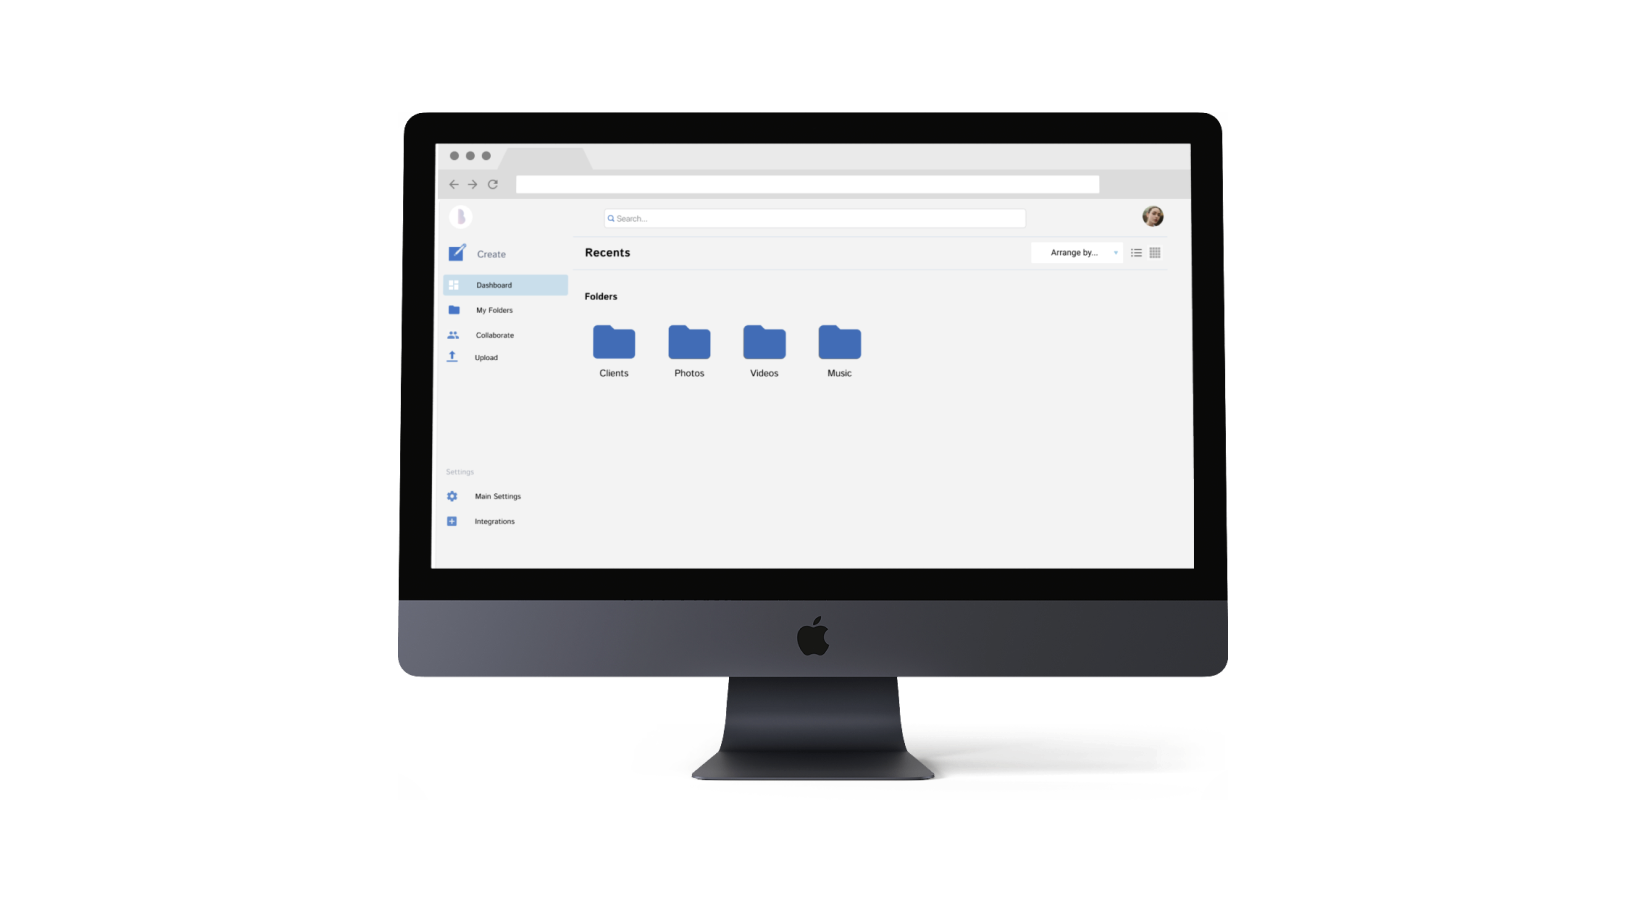 Search...
Create
Recents
Arrange by...
Dashboard
Folders
My Folders
Collaborate
Upload
Clients
Photos
Videos
Music
Settings
Main Settings
Integrations